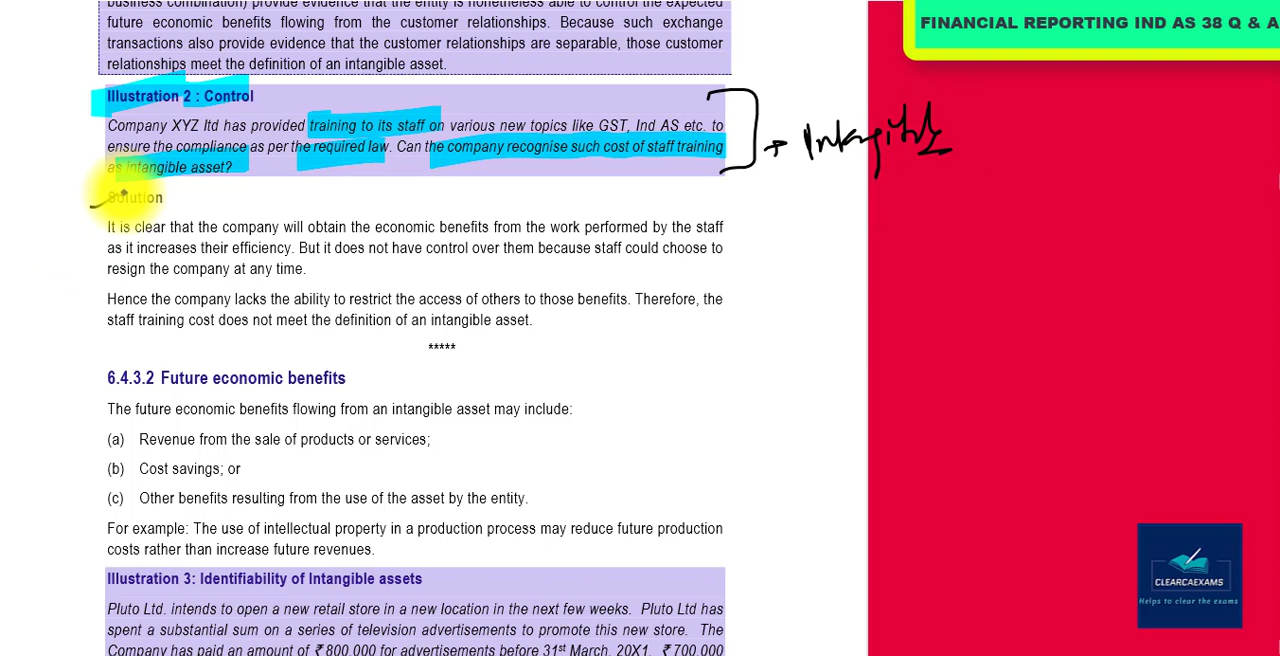 business combination) provide evidence that the entity is nonetheless able to control the expected
future economic benefits flowing from the customer relationships. Because such exchange
transactions also provide evidence that the customer relationships are separable, those customer
relationships meet the definition of an intangible asset.
Illustration 2 : Control
Company XYZ ltd has provided training to its staff on various new topics like GST, Ind AS etc. to
ensure the compliance as per the required law. Can the company recognise such cost of staff training
as intangible asset?
Intangible
Solution
It is clear that the company will obtain the economic benefits from the work performed by the staff
as it increases their efficiency. But it does not have control over them because staff could choose to
resign the company at any time.
Hence the company lacks the ability to restrict the access of others to those benefits. Therefore, the
staff training cost does not meet the definition of an intangible asset.
*****
6.4.3.2 Future economic benefits
The future economic benefits flowing from an intangible asset may include:
(a) Revenue from the sale of products or services;
(b) Cost savings; or
(c) Other benefits resulting from the use of the asset by the entity.
For example: The use of intellectual property in a production process may reduce future production
costs rather than increase future revenues.
Illustration 3: Identifiability of Intangible assets
Pluto Ltd. intends to open a new retail store in a new location in the next few weeks. Pluto Ltd has
spent a substantial sum on a series of television advertisements to promote this new store. The
Company has paid an amount of ₹ 800,000 for advertisements before 31st March, 20X1. ₹ 700,000
FINANCIAL REPORTING IND AS 38 Q & A
CLEARCAEXAMS
Helps to clear the exams